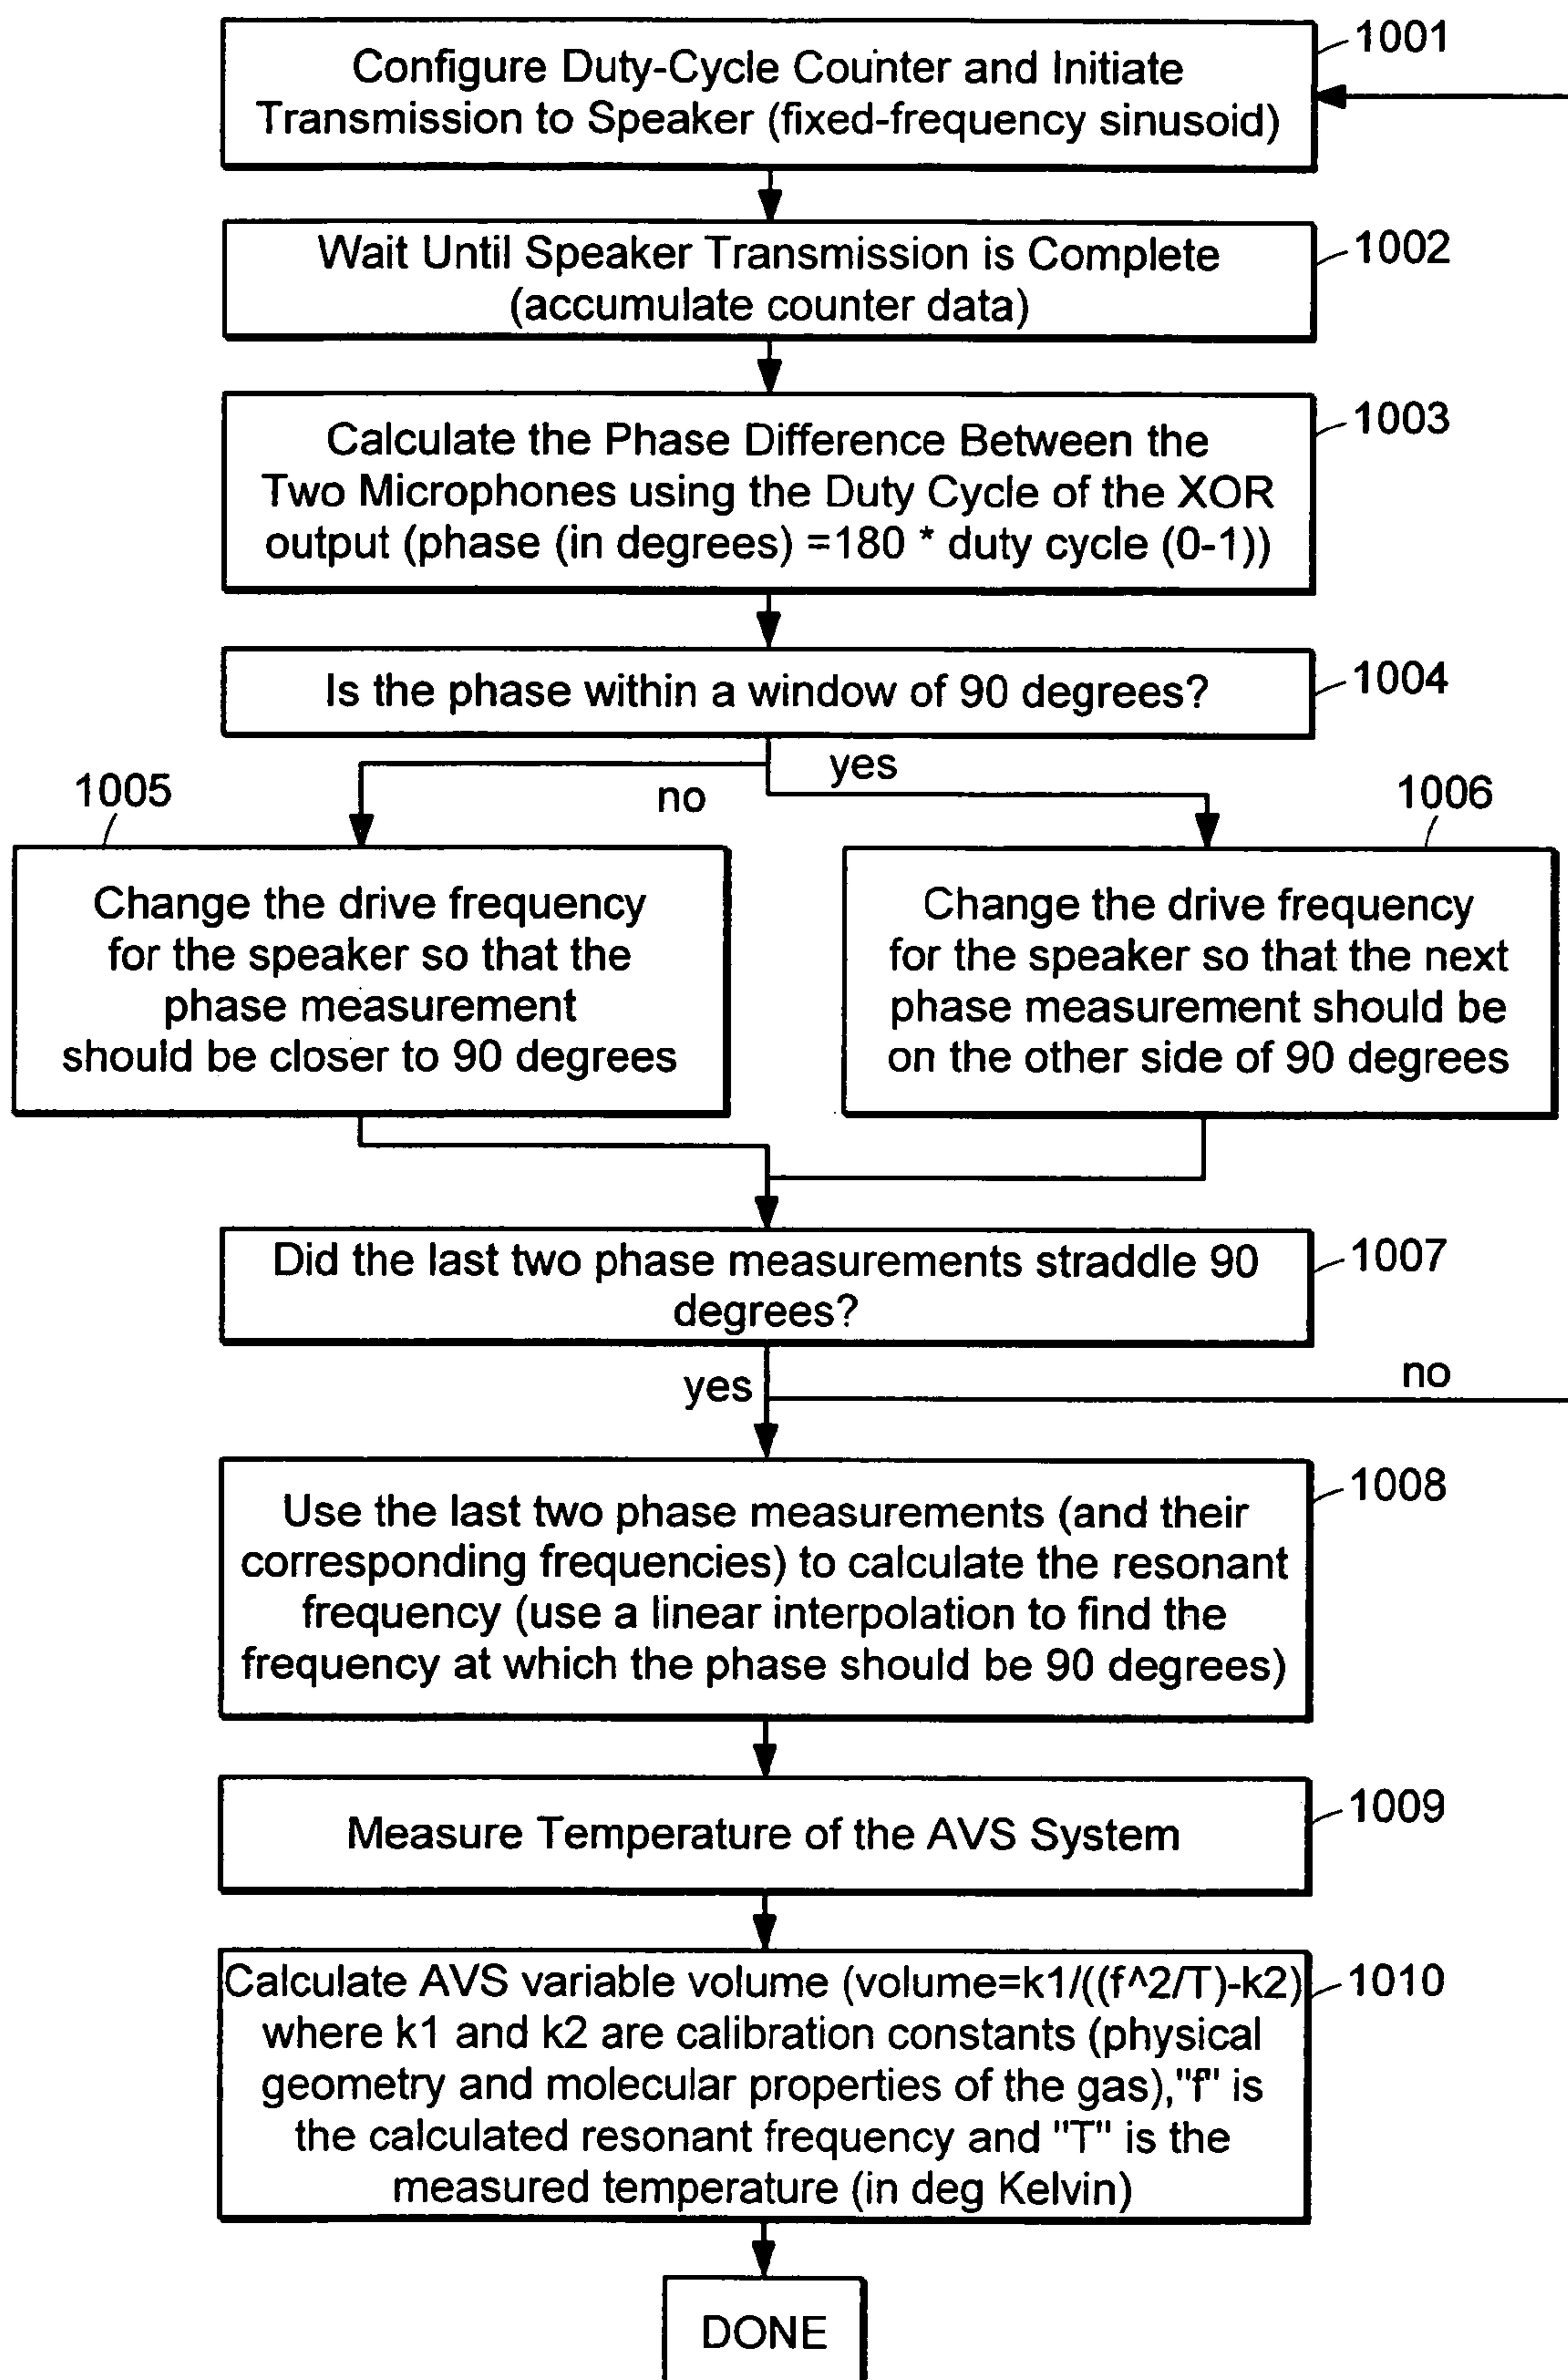 1001
Configure Duty-Cycle Counter and Initiate
Transmission to Speaker (fixed-frequency sinusoid)
1002
Wait Until Speaker Transmission is Complete
(accumulate counter data)
1003
Calculate the Phase Difference Between the
Two Microphones using the Duty Cycle of the XOR
output (phase (in degrees) =180 * duty cycle (0-1))
1004
Is the phase within a window of 90 degrees?
yes
no
1005
1006
Change the drive frequency
for the speaker so that the
phase measurement
should be closer to 90 degrees
Change the drive frequency
for the speaker so that the next
phase measurement should be
on the other side of 90 degrees
1007
Did the last two phase measurements straddle 90
degrees?
no
yes
1008
Use the last two phase measurements (and their
corresponding frequencies) to calculate the resonant
frequency (use a linear interpolation to find the
frequency at which the phase should be 90 degrees)
1009
Measure Temperature of the AVS System
1010
Calculate AVS variable volume (volume=k1/((f^2/T)-k2)
where k1 and k2 are calibration constants (physical
geometry and molecular properties of the gas),"f" is
the calculated resonant frequency and "T" is the
measured temperature (in deg Kelvin)
DONE